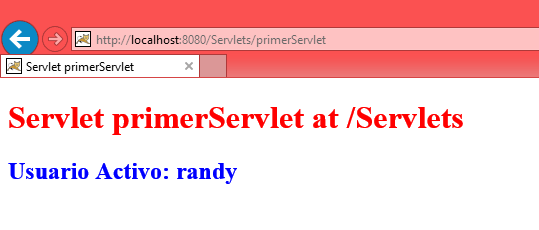 http://localhost:8080/Servlets/primerServlet
Servlet primerServlet
Servlet primerServlet at /Servlets
Usuario Activo: randy